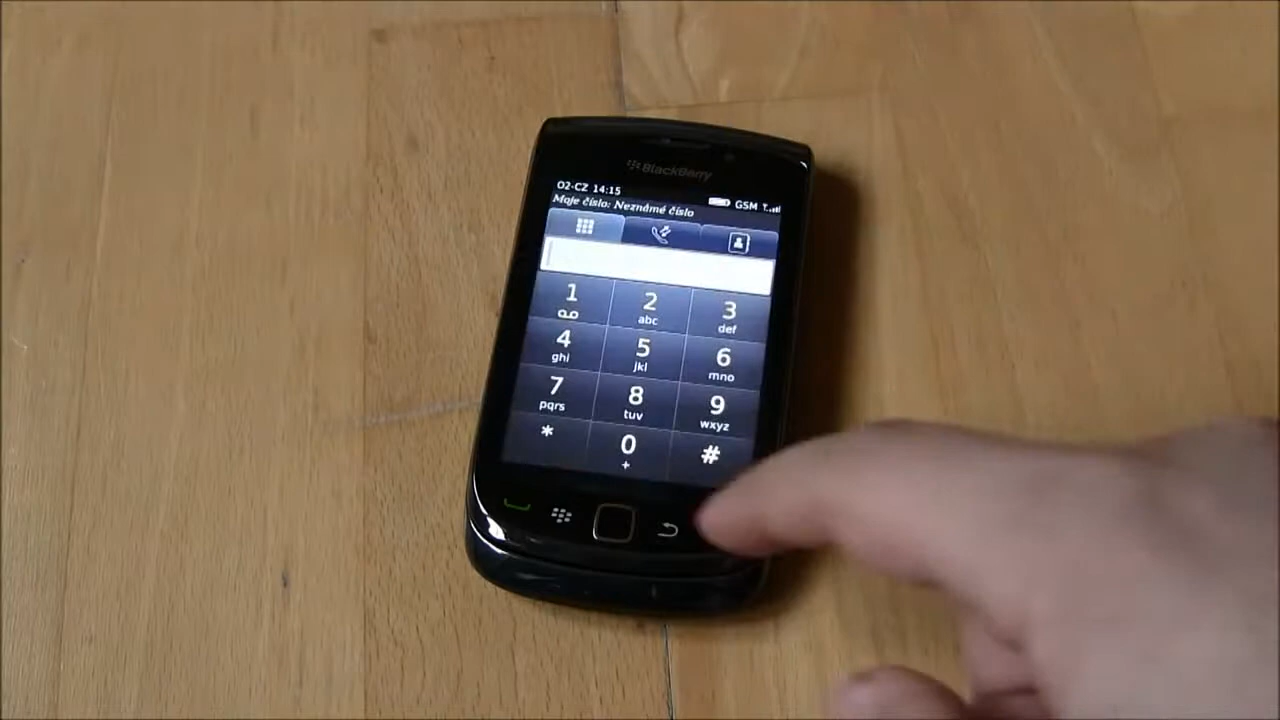 BlackBerry
O2-CZ 14:15
GSM
Moje číslo: Neznámé číslo
1 2 3
abc def
4 5 6
ghi jkl mno
7 8 9
pqrs tuv wxyz
* 0 #
+